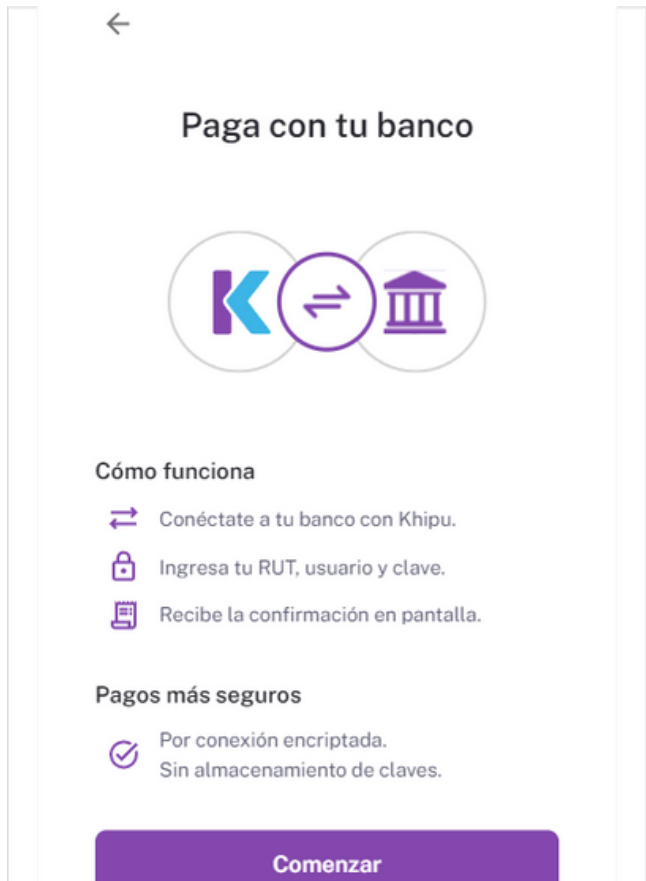 Paga con tu banco
Cómo funciona
Conéctate a tu banco con Khipu.
Ingresa tu RUT, usuario y clave.
Recibe la confirmación en pantalla.
Pagos más seguros
Por conexión encriptada.
Sin almacenamiento de claves.
Comenzar